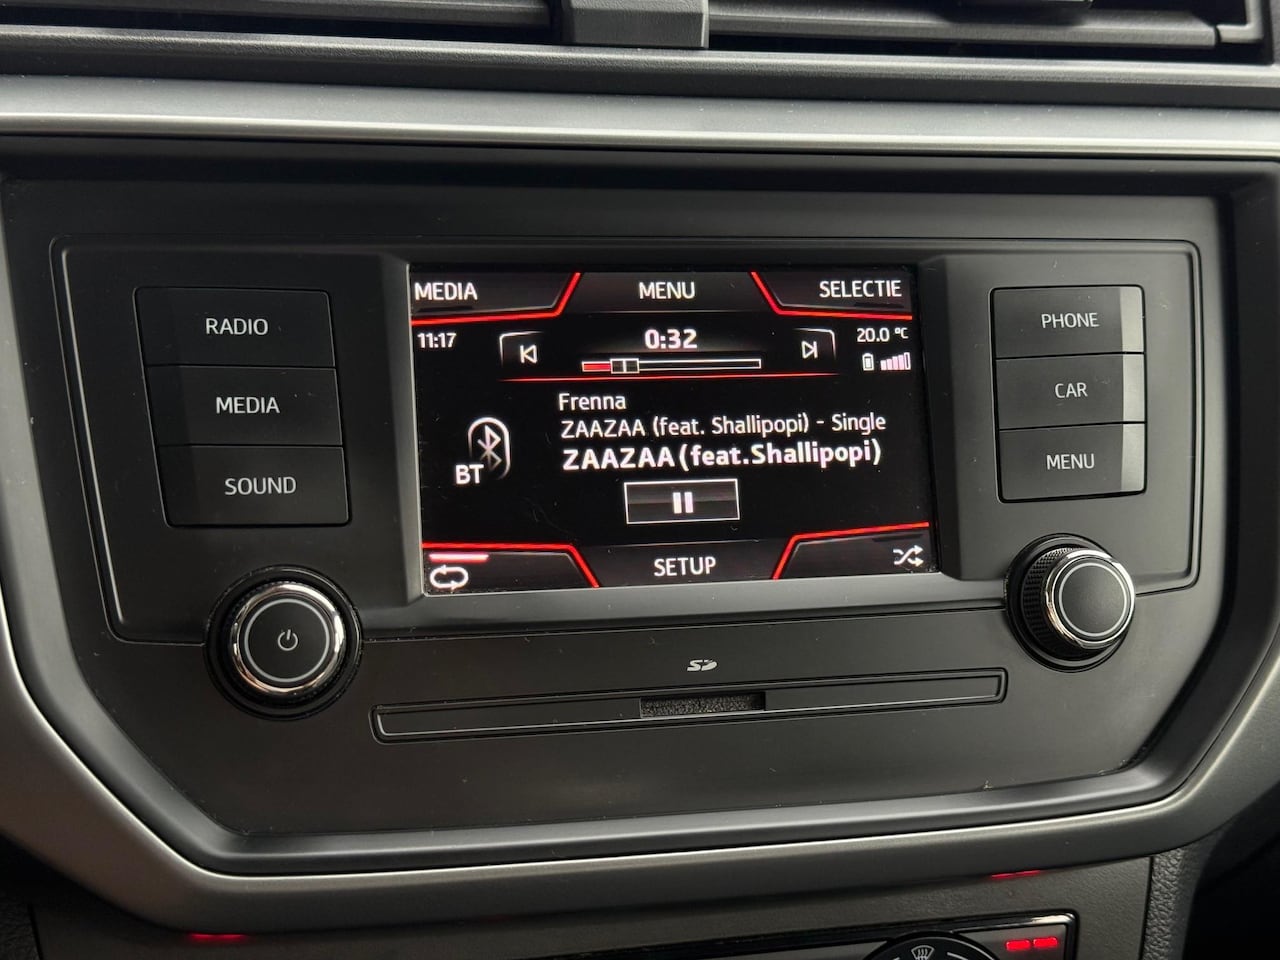 MEDIA MENU SELECTIE
11:17 0:32 20.0 °C
Frenna
ZAAZAA (feat. Shallipopi) - Single
ZAAZAA (feat.Shallipopi)
BT
SETUP
RADIO
MEDIA
SOUND
PHONE
CAR
MENU
SD